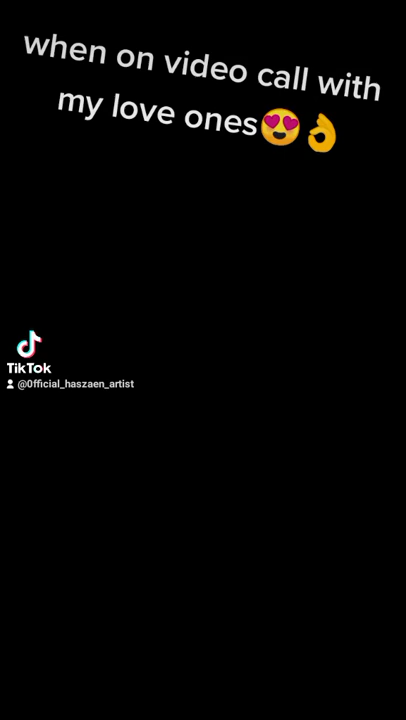 when on video call with
my love ones😍👌
TikTok
@0fficial_haszaen_artist